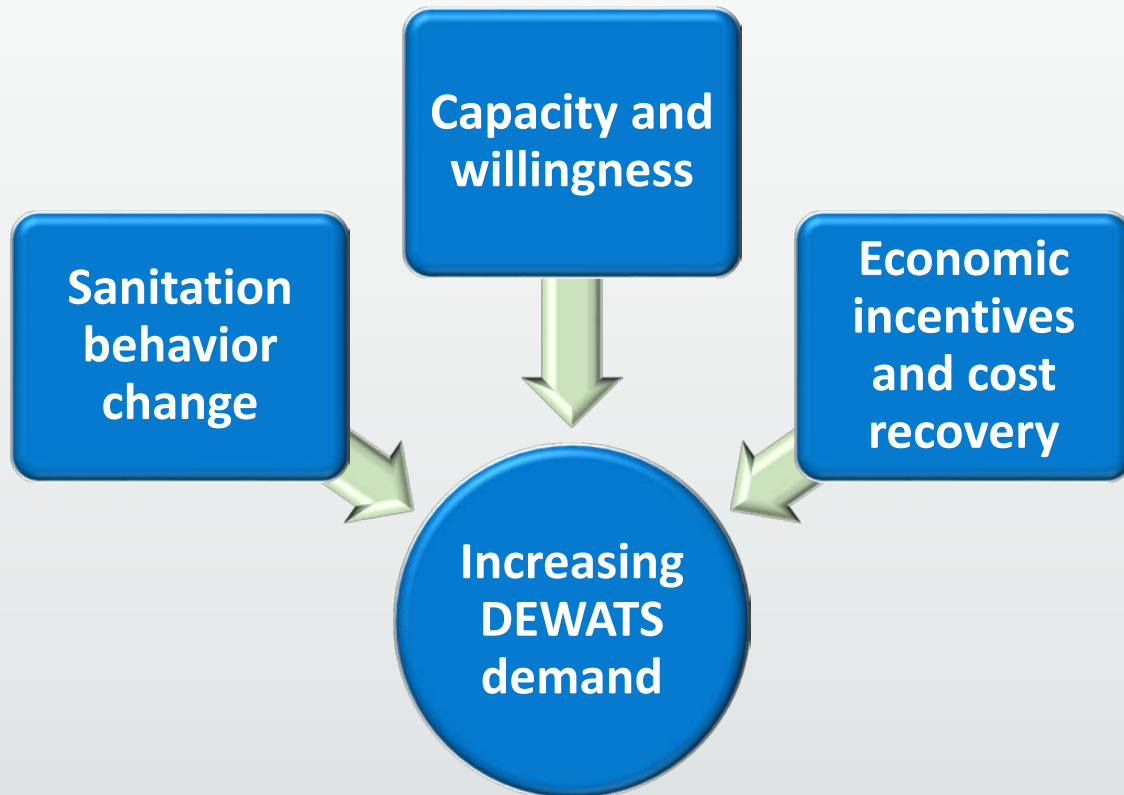 Capacity and
willingness
Sanitation
behavior
change
Economic
incentives
and cost
recovery
Increasing
DEWATS
demand